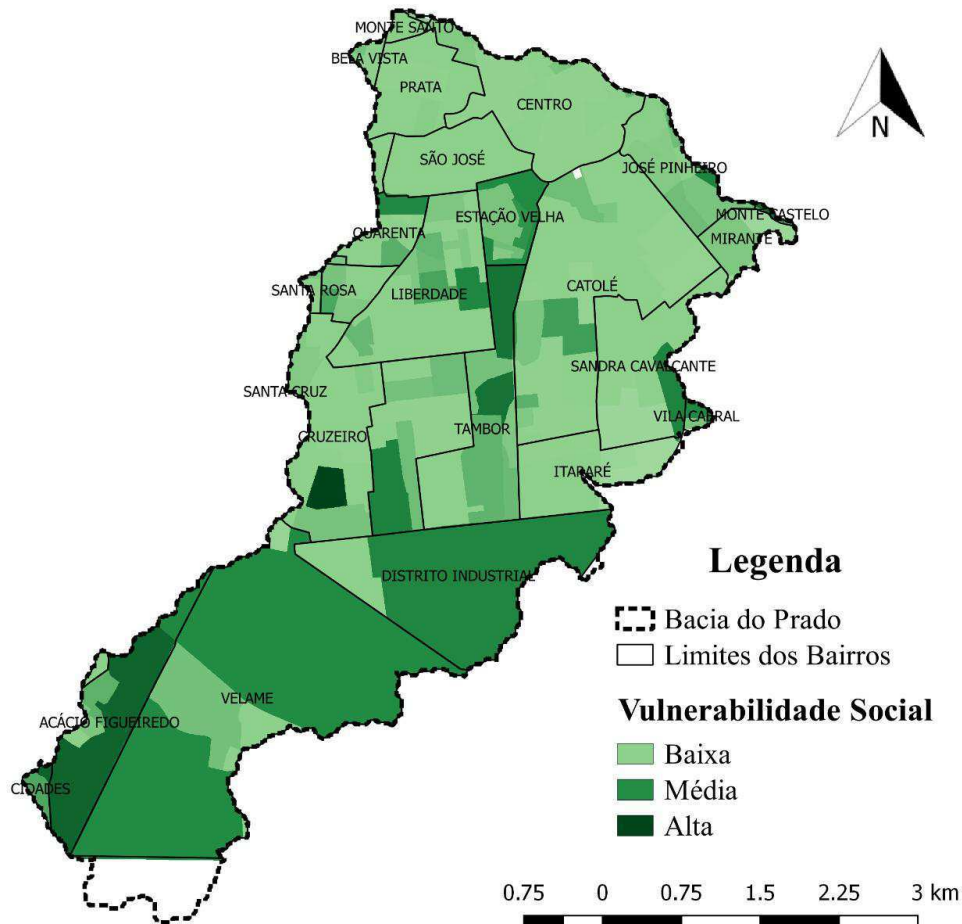 MONTE SANTO
BELA VISTA
PRATA
CENTRO
N
SÃO JOSÉ
JOSÉ PINHEIRO
ESTAÇÃO VELHA
MONTE CASTELO
QUARENTA
MIRANTE
SANTA ROSA
LIBERDADE
CATOLÉ
SANDRA CAVALCANTE
SANTA CRUZ
VILA CABRAL
CRUZEIRO
TAMBOR
ITARARÉ
DISTRITO INDUSTRIAL
VELAME
ACÁCIO FIGUEIREDO
CIDADES
Legenda
Bacia do Prado
Limites dos Bairros
Vulnerabilidade Social
Baixa
Média
Alta
0.75 0 0.75 1.5 2.25 3 km